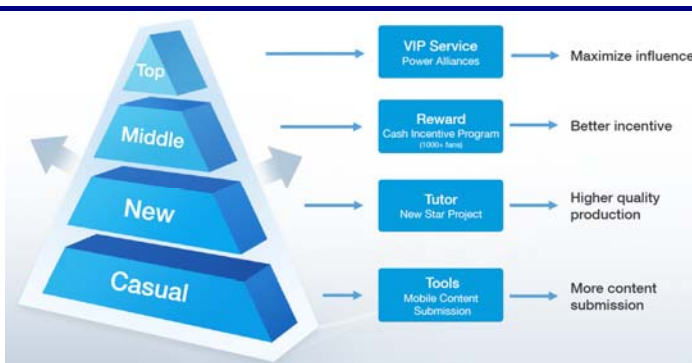 Top
VIP Service
Power Alliances
Maximize influence
Middle
Reward
Cash Incentive Program
(1000+ fans)
Better incentive
New
Tutor
New Star Project
Higher quality
production
Casual
Tools
Mobile Content
Submission
More content
submission